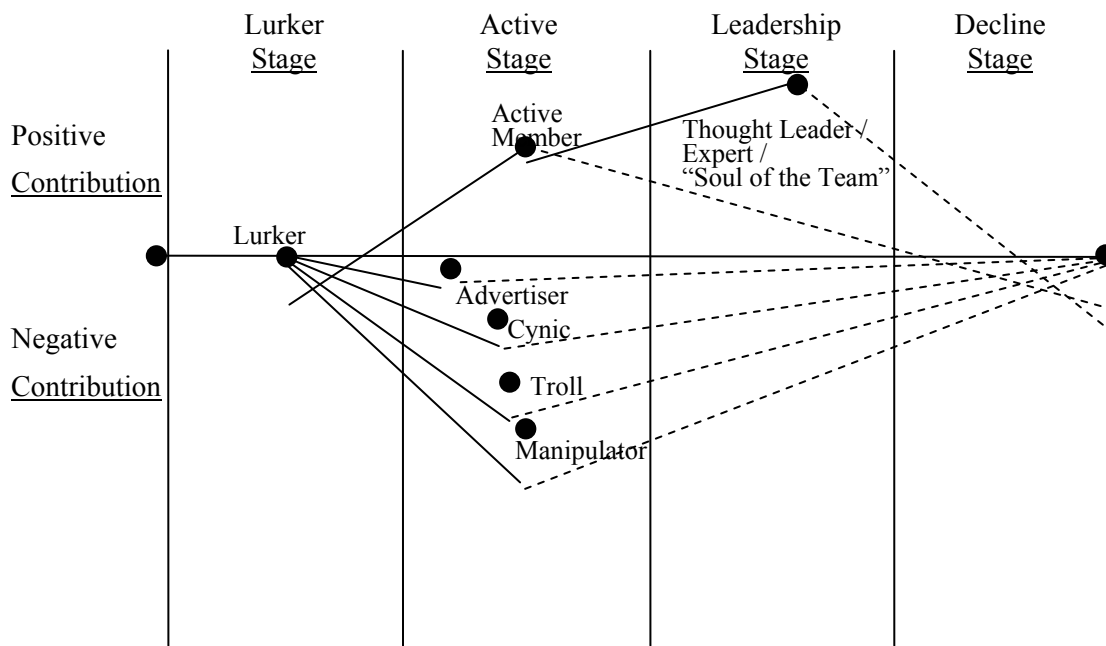 Lurker
Stage
Active
Stage
Leadership
Stage
Decline
Stage
Positive
Contribution
Active
Member
Thought Leader /
Expert /
“Soul of the Team”
Lurker
Advertiser
Cynic
Negative
Contribution
Troll
Manipulator